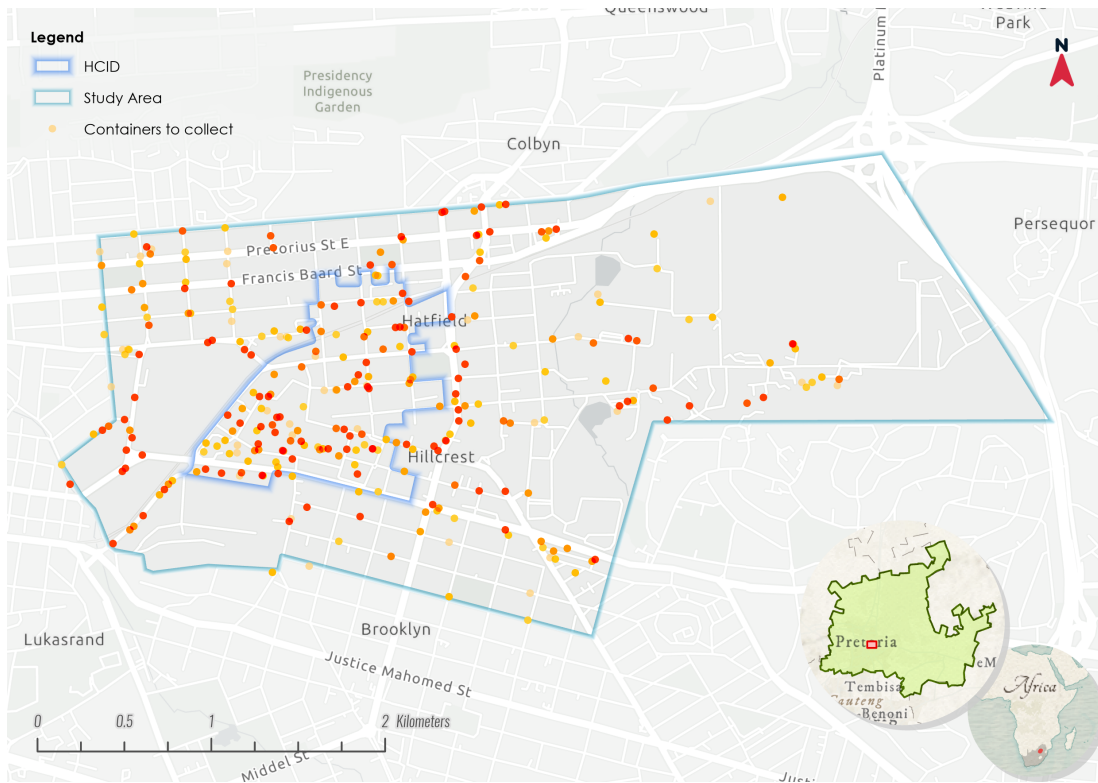 Queenswood
Park
N
Legend
HCID
Study Area
Containers to collect
Presidency
Indigenous
Garden
Platinum
Colbyn
Persequor
Pretorius St E
Francis Baard St
Hatfield
Hillcrest
Lukasrand
Brooklyn
Justice Mahomed St
Middel St
0 0.5 1 2 Kilometers
Pretoria
eM
Tembisa
Gauteng
Benoni
Africa